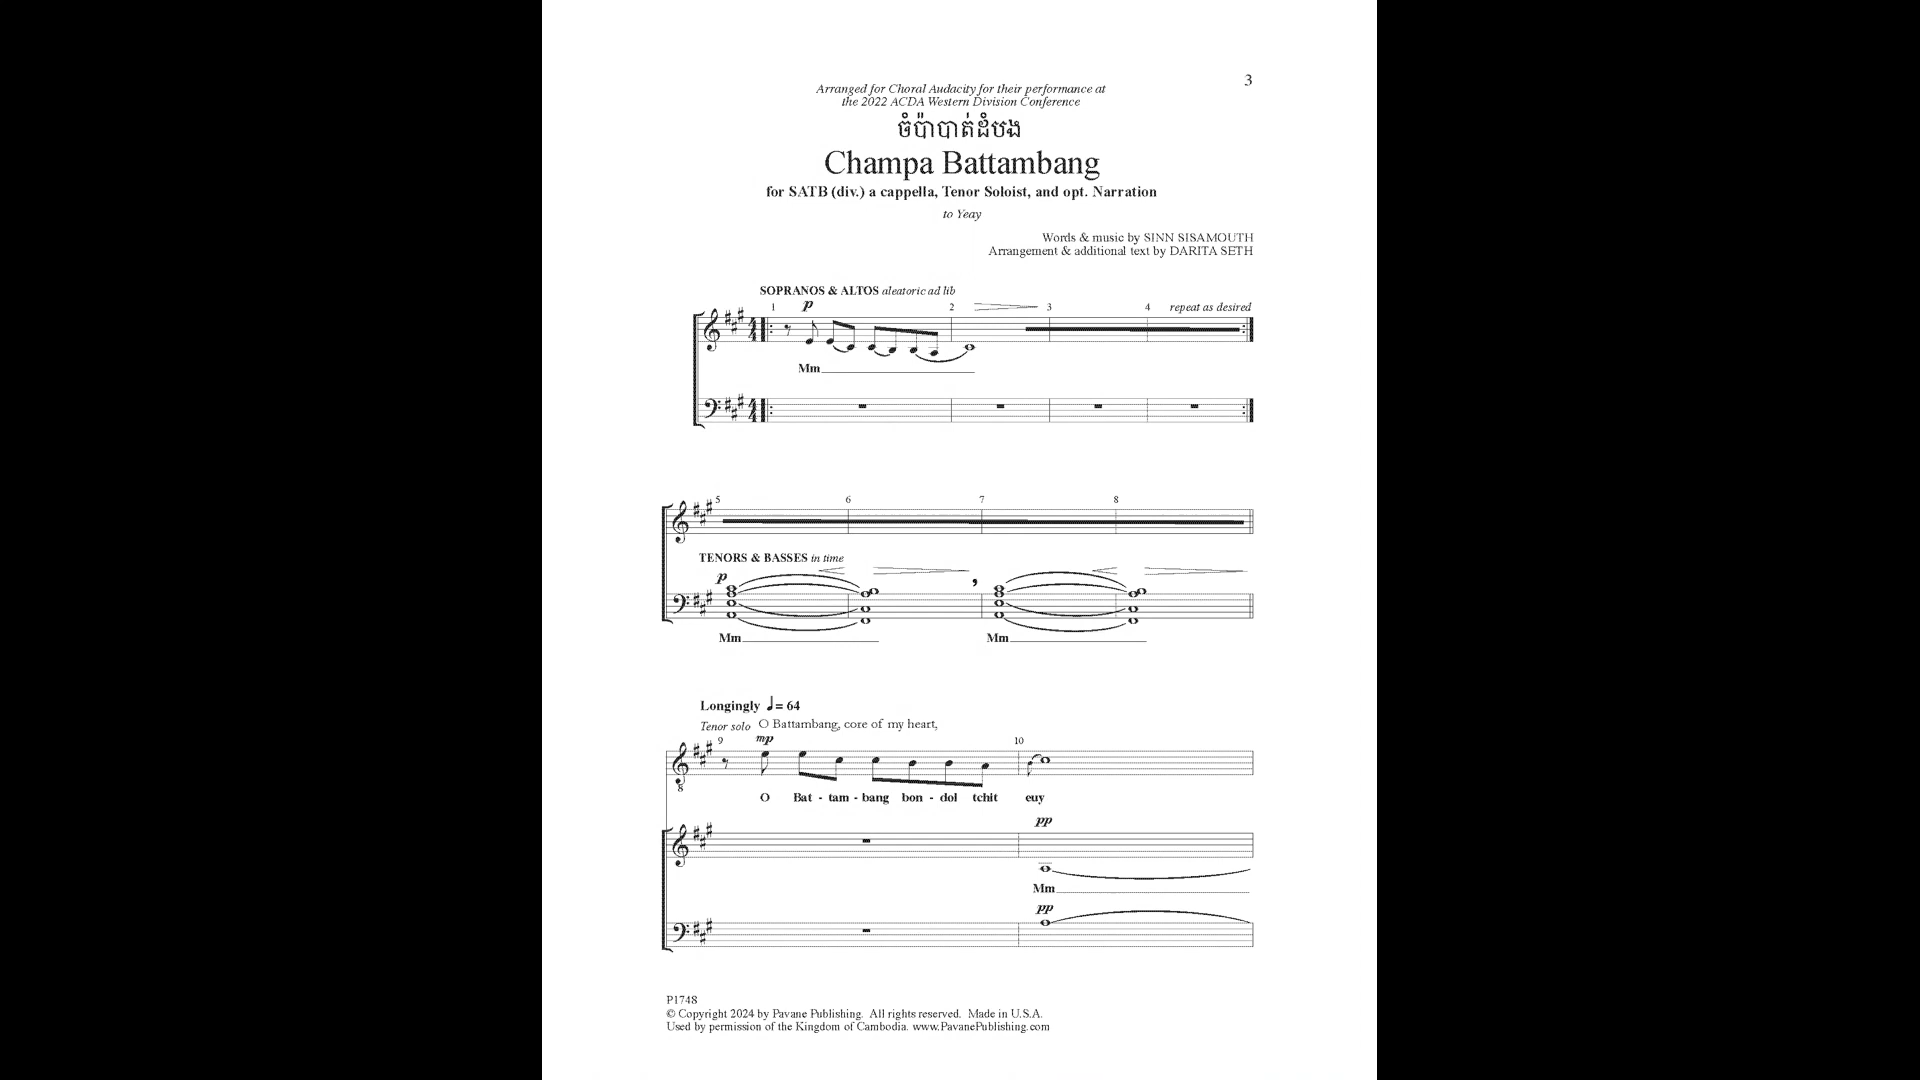 3
Arranged for Choral Audacity for their performance at
the 2022 ACDA Western Division Conference
ចំប៉ាបាត់ដំបង
Champa Battambang
for SATB (div.) a cappella, Tenor Soloist, and opt. Narration
to Yeay
Words & music by SINN SISAMOUTH
Arrangement & additional text by DARITA SETH
SOPRANOS & ALTOS aleatoric ad lib
1 p 2 3 4 repeat as desired
4 4
Mm
4 4
5 6 7 8
TENORS & BASSES in time
p
Mm Mm
Longingly ♩= 64
Tenor solo O Battambang, core of my heart,
9 mp 10
8
O Bat - tam - bang bon - dol tchit euy
pp
Mm
pp
P1748
© Copyright 2024 by Pavane Publishing. All rights reserved. Made in U.S.A.
Used by permission of the Kingdom of Cambodia. www.PavanePublishing.com